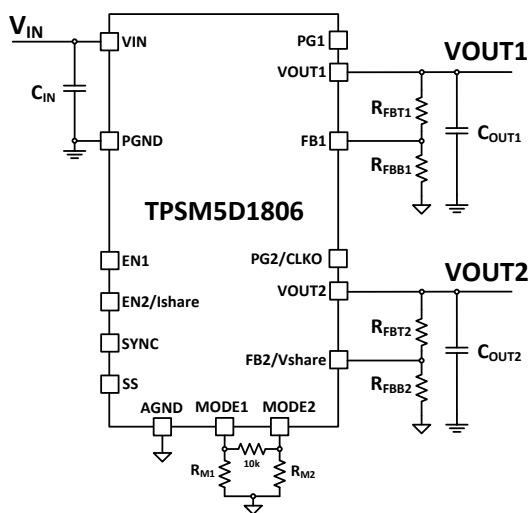 VIN
VIN
PG1
VOUT1
VOUT1
CIN
RFBT1
COUT1
PGND
FB1
RFBB1
TPSM5D1806
EN1
PG2/CLKO
VOUT2
VOUT2
EN2/Ishare
RFBT2
SYNC
FB2/Vshare
COUT2
RFBB2
SS
AGND
MODE1
MODE2
RM1
10k
RM2